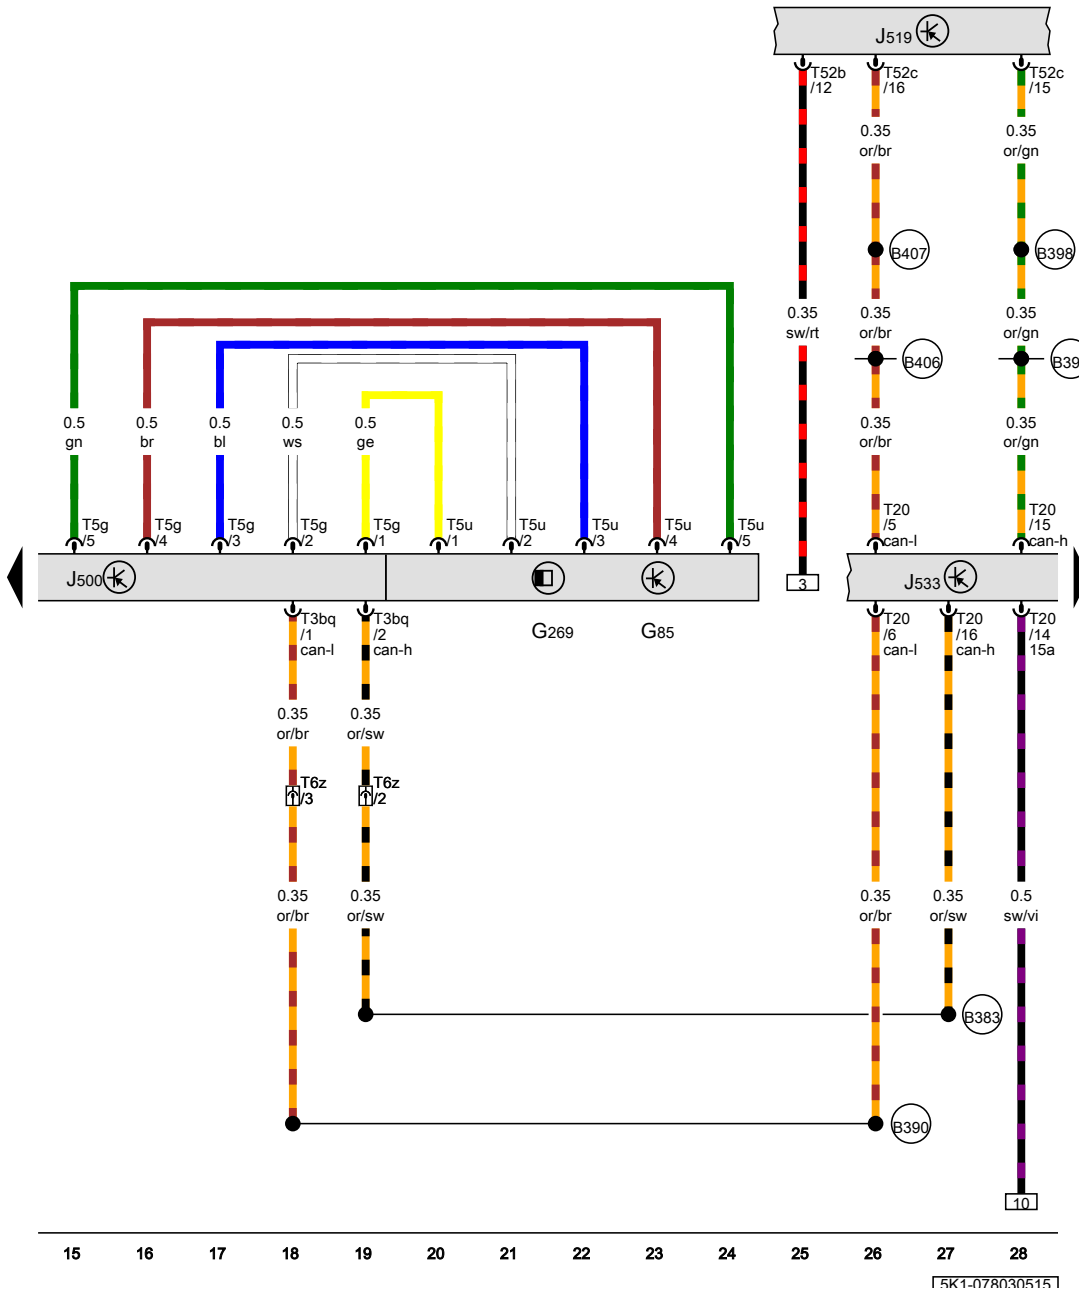 J519
T52b
/12
T52c
/16
T52c
/15
0.35
or/br
0.35
or/gn
B407
B398
0.35
sw/rt
0.35
or/br
0.35
or/gn
B406
0.5
gn
0.5
br
0.5
bl
0.5
ws
0.5
ge
0.35
or/br
0.35
or/gn
T5g
/5
T5g
/4
T5g
/3
T5g
/2
T5g
/1
T5u
/1
T5u
/2
T5u
/3
T5u
/4
T5u
/5
T20
/5
can-l
T20
/15
can-h
J500
3
J533
T3bq
/1
can-l
T3bq
/2
can-h
G269
G85
T20
/6
can-l
T20
/16
can-h
T20
/14
15a
0.35
or/br
0.35
or/sw
T6z
/3
T6z
/2
0.35
or/br
0.35
or/sw
0.35
or/br
0.35
or/sw
0.5
sw/vi
B383
B390
10
15 16 17 18 19 20 21 22 23 24 25 26 27 28
5K1-078030515